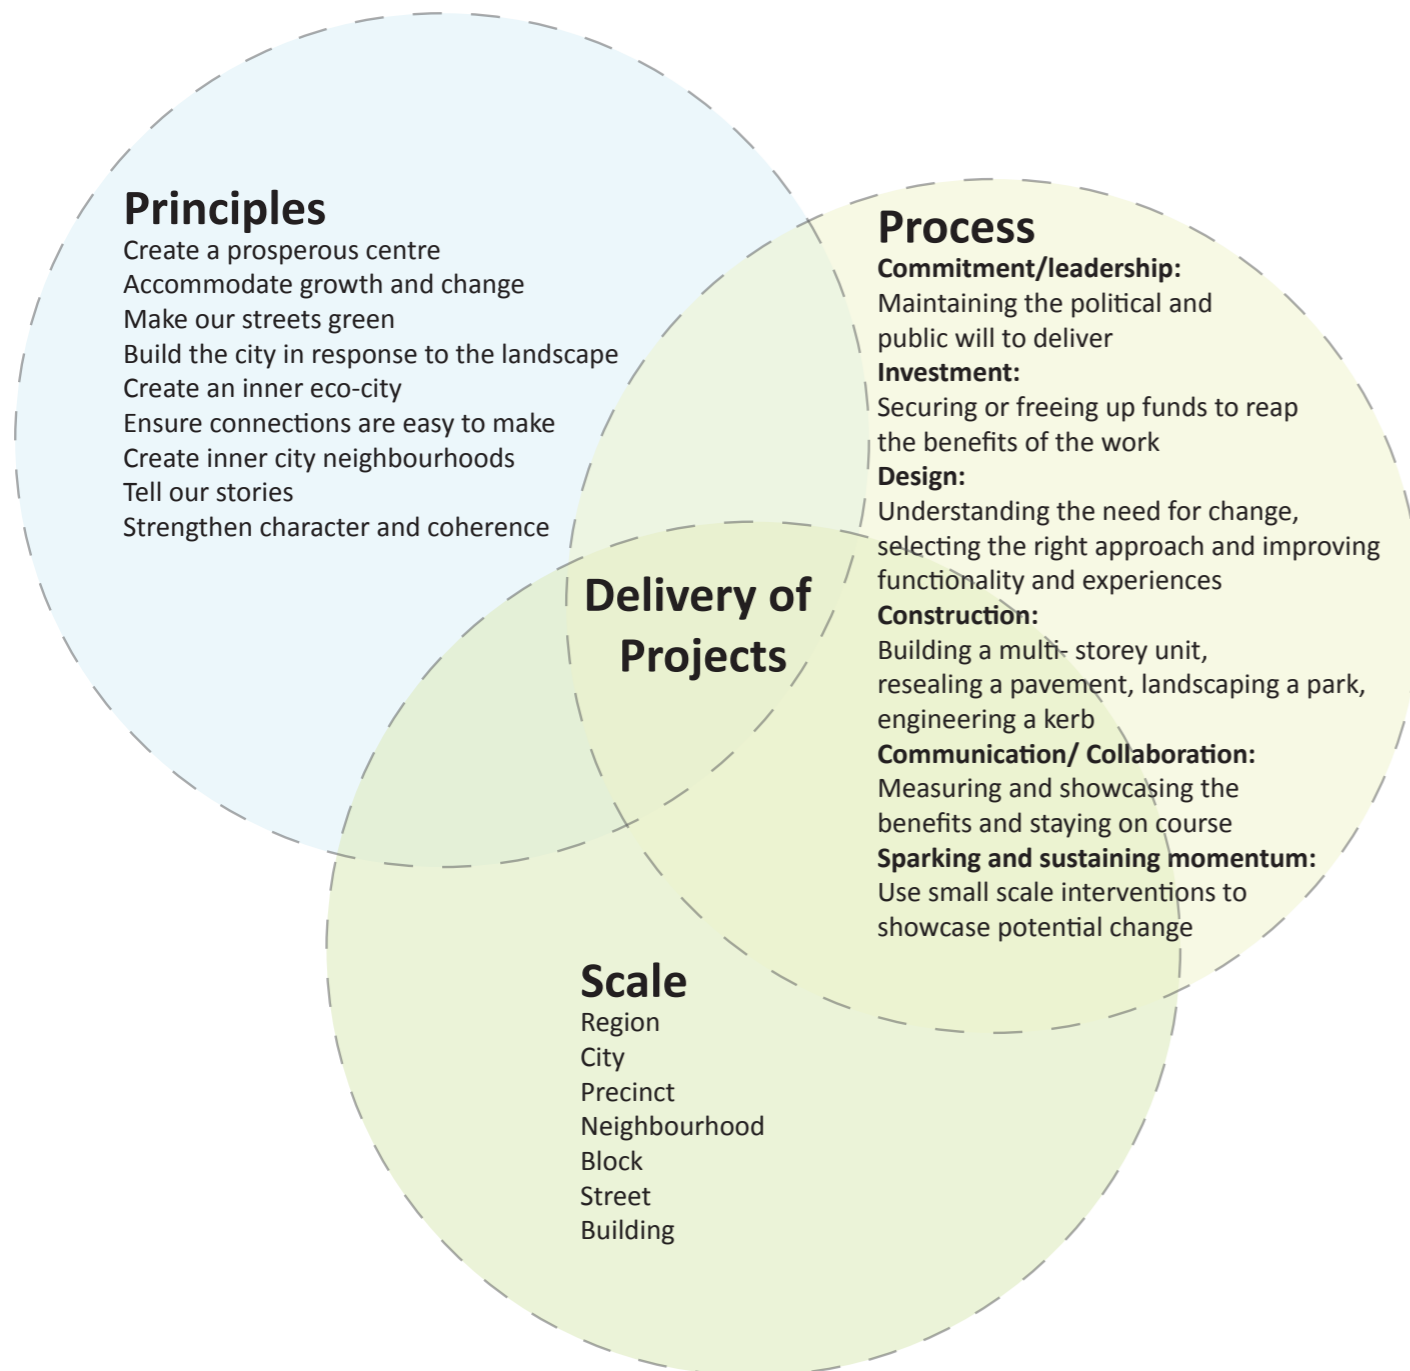 Principles
Create a prosperous centre
Accommodate growth and change
Make our streets green
Build the city in response to the landscape
Create an inner eco-city
Ensure connections are easy to make
Create inner city neighbourhoods
Tell our stories
Strengthen character and coherence
Process
Commitment/leadership:
Maintaining the political and
public will to deliver
Investment:
Securing or freeing up funds to reap
the benefits of the work
Design:
Understanding the need for change,
selecting the right approach and improving
functionality and experiences
Construction:
Building a multi- storey unit,
resealing a pavement, landscaping a park,
engineering a kerb
Communication/ Collaboration:
Measuring and showcasing the
benefits and staying on course
Sparking and sustaining momentum:
Use small scale interventions to
showcase potential change
Delivery of
Projects
Scale
Region
City
Precinct
Neighbourhood
Block
Street
Building